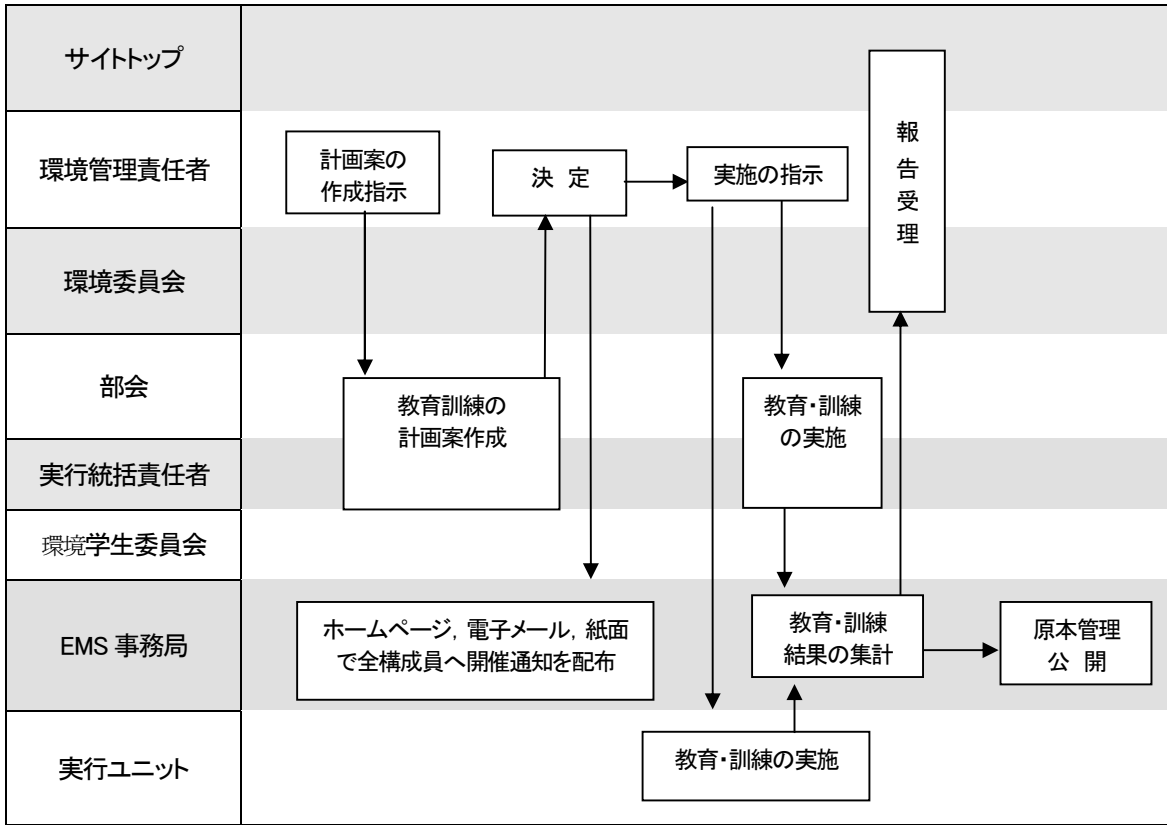 サイトトップ
環境管理責任者
計画案の
作成指示
決 定
実施の指示
報
告
受
理
環境委員会
部会
教育訓練の
計画案作成
教育・訓練
の実施
実行統括責任者
環境学生委員会
EMS 事務局
ホームページ，電子メール，紙面
で全構成員へ開催通知を配布
教育・訓練
結果の集計
原本管理
公 開
実行ユニット
教育・訓練の実施